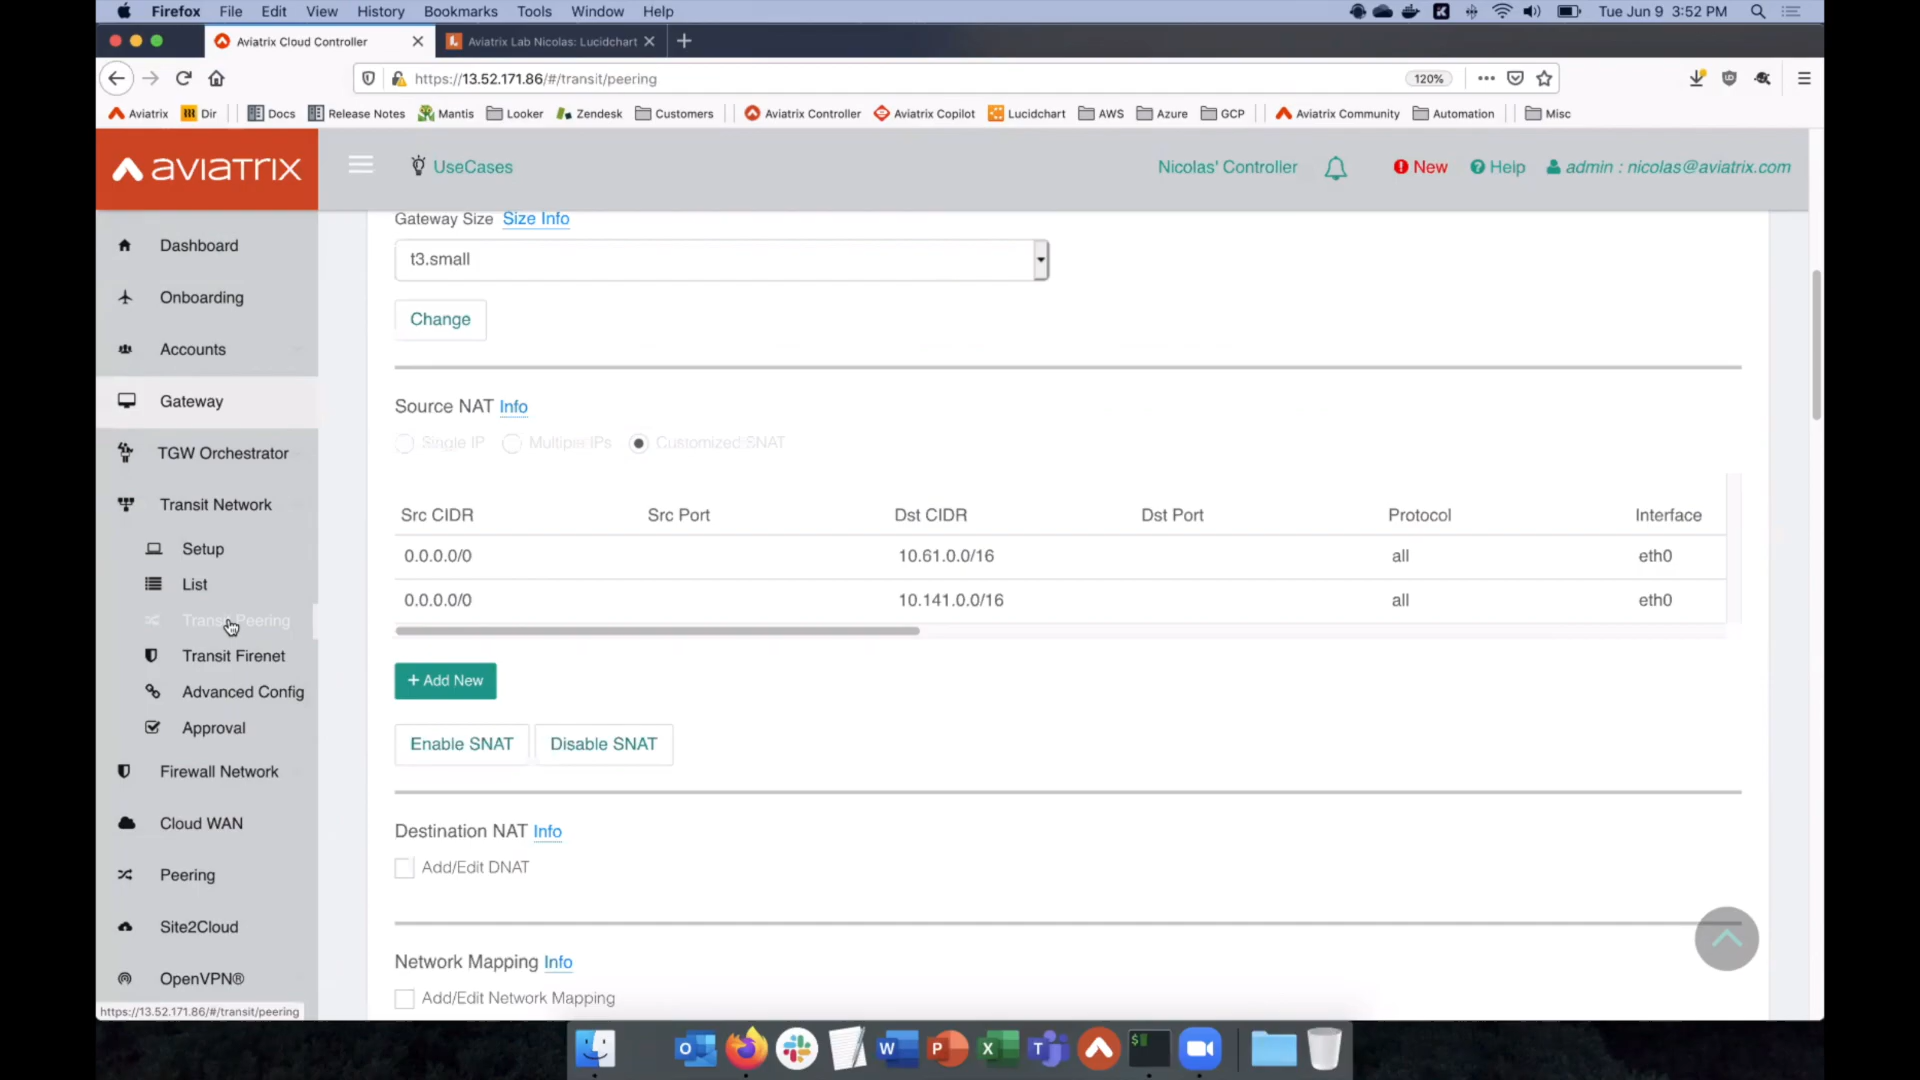 Firefox File Edit View History Bookmarks Tools Window Help Tue Jun 9 3:52 PM
Aviatrix Cloud Controller Aviatrix Lab Nicolas: Lucidchart
https://13.52.171.86/#/transit/peering 120%
Aviatrix Dir Docs Release Notes Mantis Looker Zendesk Customers Aviatrix Controller Aviatrix Copilot Lucidchart AWS Azure GCP Aviatrix Community Automation Misc
aviatrix UseCases Nicolas' Controller New Help admin : nicolas@aviatrix.com
Dashboard
Onboarding
Accounts
Gateway
TGW Orchestrator
Transit Network
Setup
List
Transit Peering
Transit Firenet
Advanced Config
Approval
Firewall Network
Cloud WAN
Peering
Site2Cloud
OpenVPN®
https://13.52.171.86/#/transit/peering
Gateway Size Size Info
t3.small
Change
Source NAT Info
Single IP Multiple IPs Customized SNAT
Src CIDR Src Port Dst CIDR Dst Port Protocol Interface
0.0.0.0/0 10.61.0.0/16 all eth0
0.0.0.0/0 10.141.0.0/16 all eth0
+ Add New
Enable SNAT Disable SNAT
Destination NAT Info
Add/Edit DNAT
Network Mapping Info
Add/Edit Network Mapping